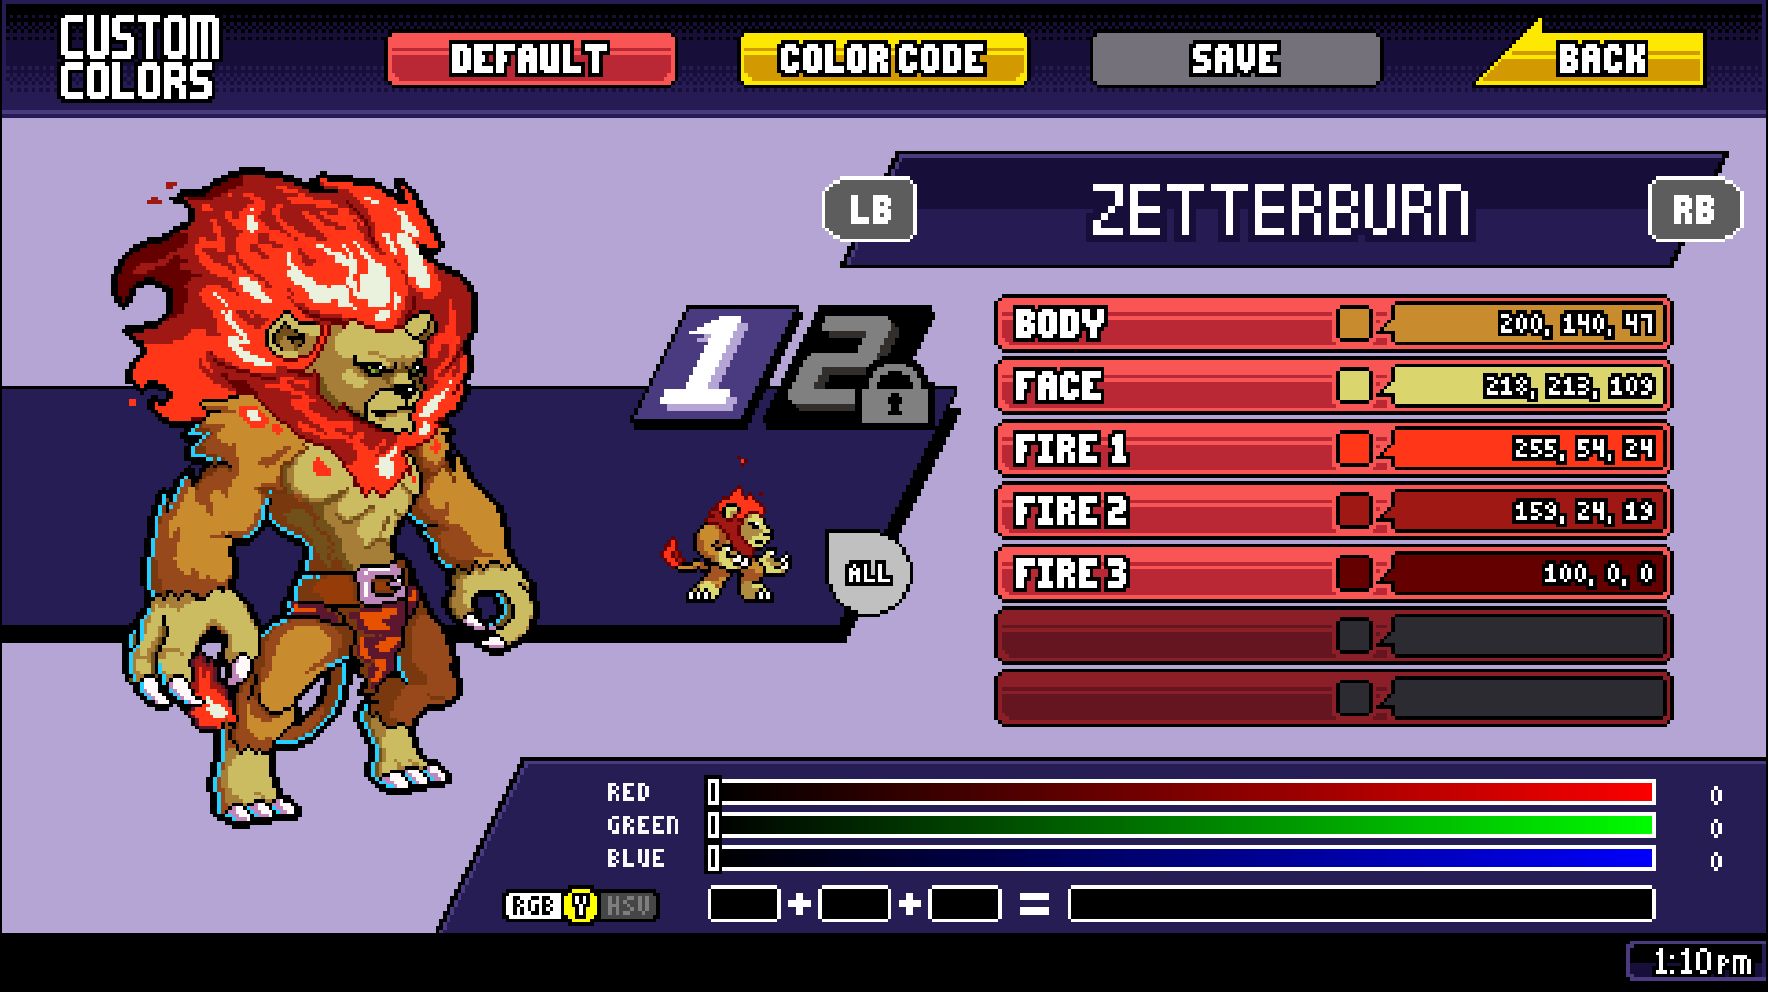 CUSTOM
COLORS
DEFAULT
COLOR CODE
SAVE
BACK
LB
ZETTERBURN
RB
1
2
BODY 200, 140, 47
FACE 218, 213, 109
FIRE 1 255, 54, 24
FIRE 2 159, 24, 19
FIRE 3 100, 0, 0
ALL
RED 0
GREEN 0
BLUE 0
RGB Y HSV + + =
1:10PM